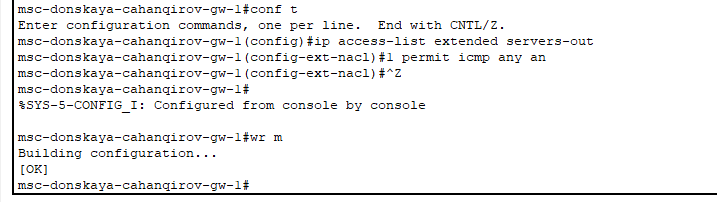 msc-donskaya-cahanqirov-gw-1#conf t
Enter configuration commands, one per line.  End with CNTL/Z.
msc-donskaya-cahanqirov-gw-1(config)#ip access-list extended servers-out
msc-donskaya-cahanqirov-gw-1(config-ext-nacl)#1 permit icmp any an
msc-donskaya-cahanqirov-gw-1(config-ext-nacl)#^Z
msc-donskaya-cahanqirov-gw-1#
%SYS-5-CONFIG_I: Configured from console by console

msc-donskaya-cahanqirov-gw-1#wr m
Building configuration...
[OK]
msc-donskaya-cahanqirov-gw-1#